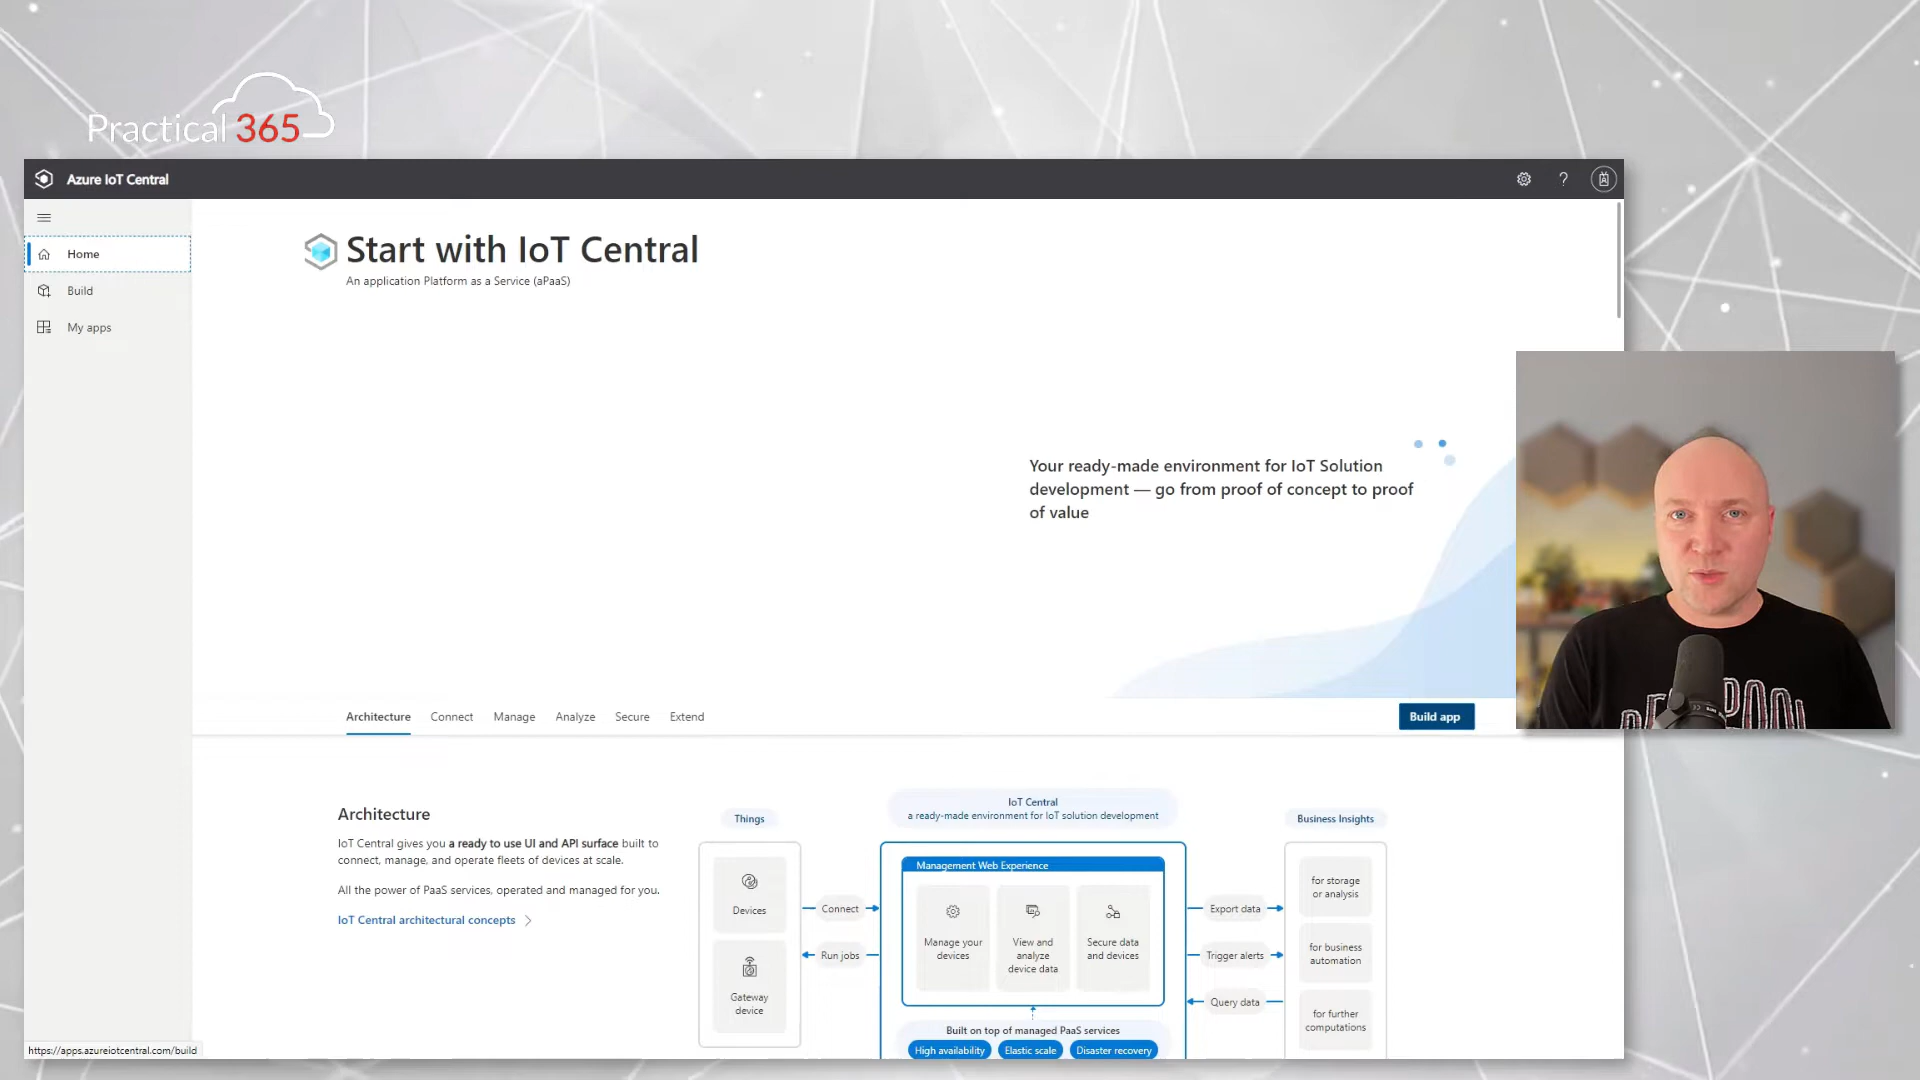 Practical 365
Azure IoT Central
?
Home
Build
My apps
Start with IoT Central
An application Platform as a Service (aPaaS)
Your ready-made environment for IoT Solution
development — go from proof of concept to proof
of value
Architecture Connect Manage Analyze Secure Extend
Build app
Architecture
IoT Central gives you a ready to use UI and API surface built to
connect, manage, and operate fleets of devices at scale.
All the power of PaaS services, operated and managed for you.
IoT Central architectural concepts
Things
Devices
Gateway
device
Connect
Run jobs
IoT Central
a ready-made environment for IoT solution development
Management Web Experience
Manage your
devices
View and
analyze
device data
Secure data
and devices
Built on top of managed PaaS services
High availability Elastic scale Disaster recovery
Export data
Trigger alerts
Query data
Business Insights
for storage
or analysis
for business
automation
for further
computations
https://apps.azureiotcentral.com/build